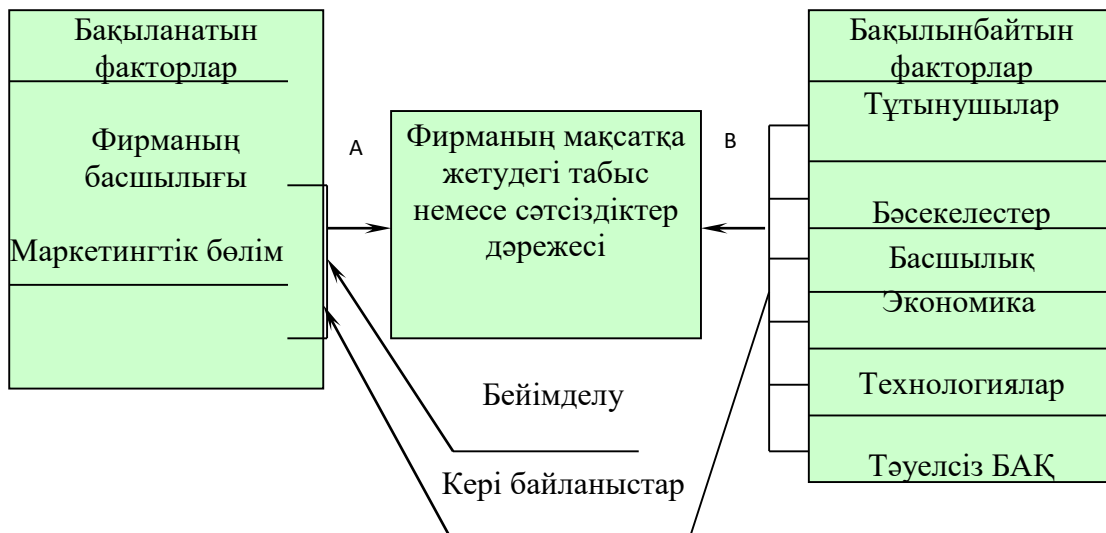 Бақыланатын
факторлар
Фирманың
басшылығы
Маркетингтік бөлім
A
Фирманың мақсатқа
жетудегі табыс
немесе сәтсіздіктер
дәрежесі
B
Бақылынбайтын
факторлар
Тұтынушылар
Бәсекелестер
Басшылық
Экономика
Технологиялар
Тәуелсіз БАҚ
Бейімделу
Кері байланыстар